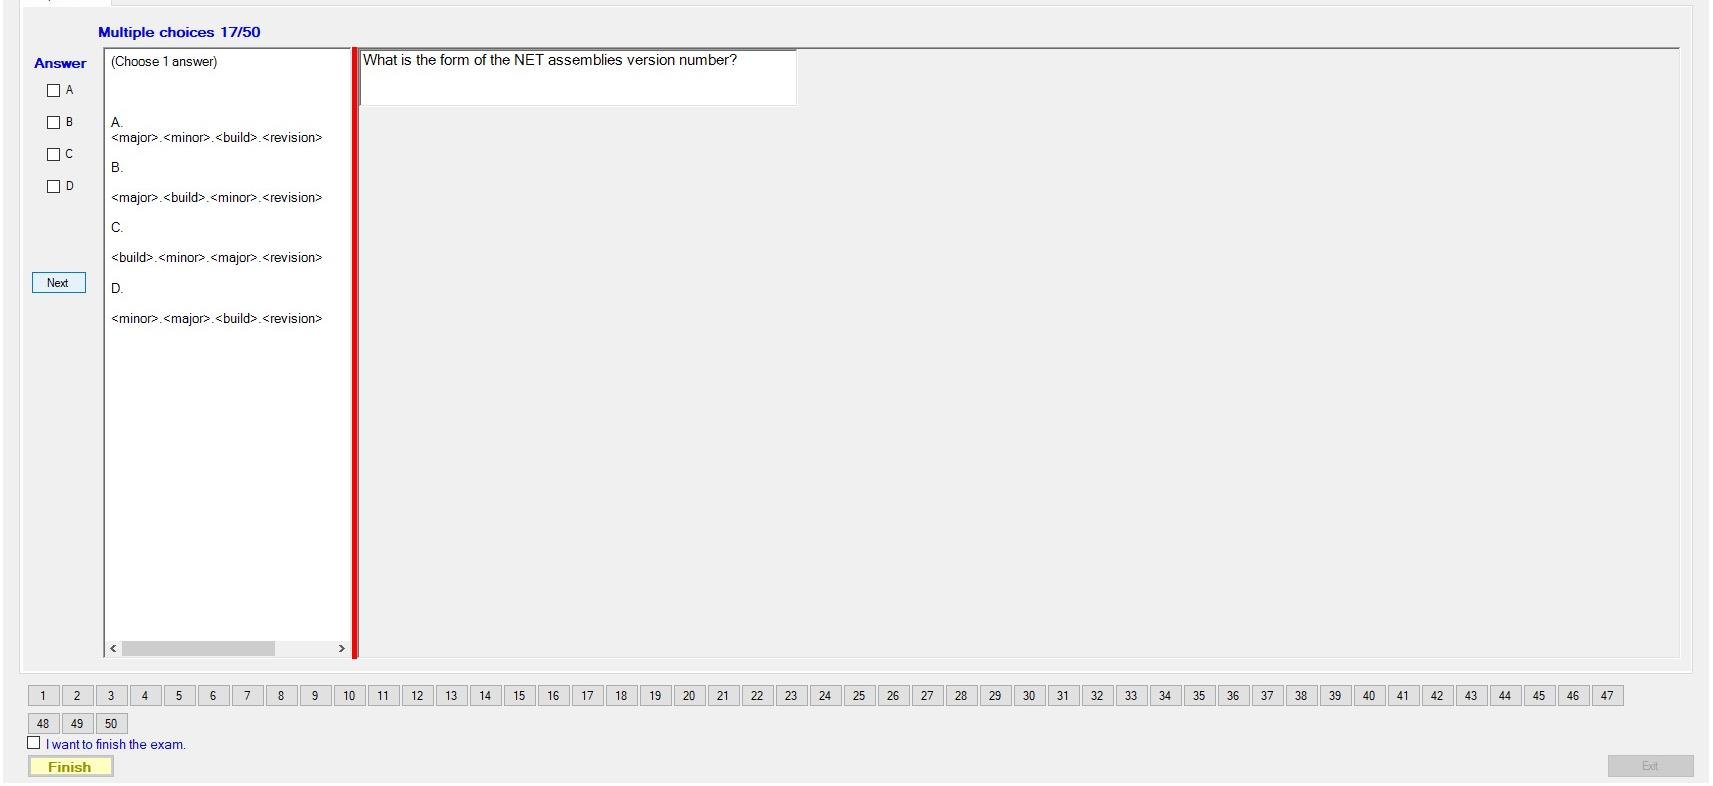 Multiple choices 17/50
Answer
A
B
C
D
Next
(Choose 1 answer)
A.
<major>.<minor>.<build>.<revision>
B.
<major>.<build>.<minor>.<revision>
C.
<build>.<minor>.<major>.<revision>
D.
<minor>.<major>.<build>.<revision>
What is the form of the NET assemblies version number?
1 2 3 4 5 6 7 8 9 10 11 12 13 14 15 16 17 18 19 20 21 22 23 24 25 26 27 28 29 30 31 32 33 34 35 36 37 38 39 40 41 42 43 44 45 46 47
48 49 50
I want to finish the exam.
Finish
Exit